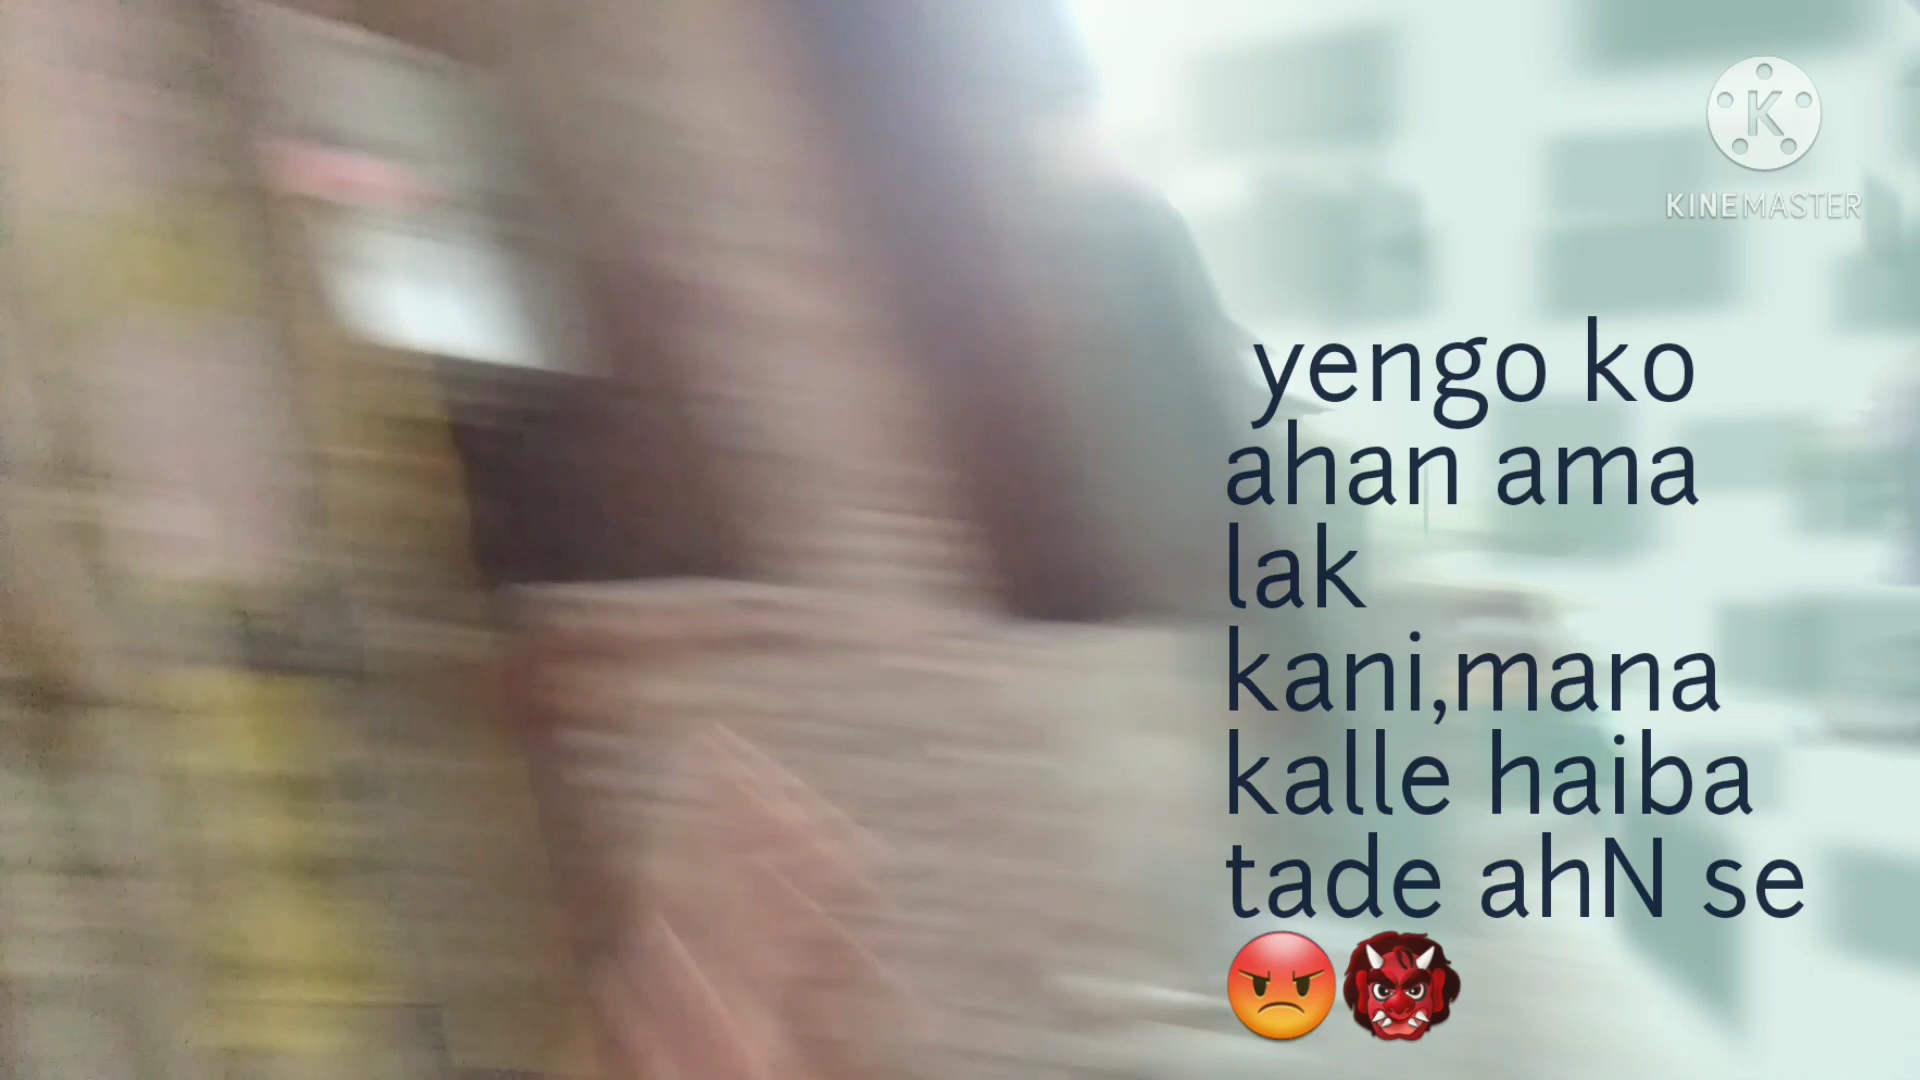 KINEMASTER
yengo ko
ahan ama
lak
kani,mana
kalle haiba
tade ahN se
😡👹